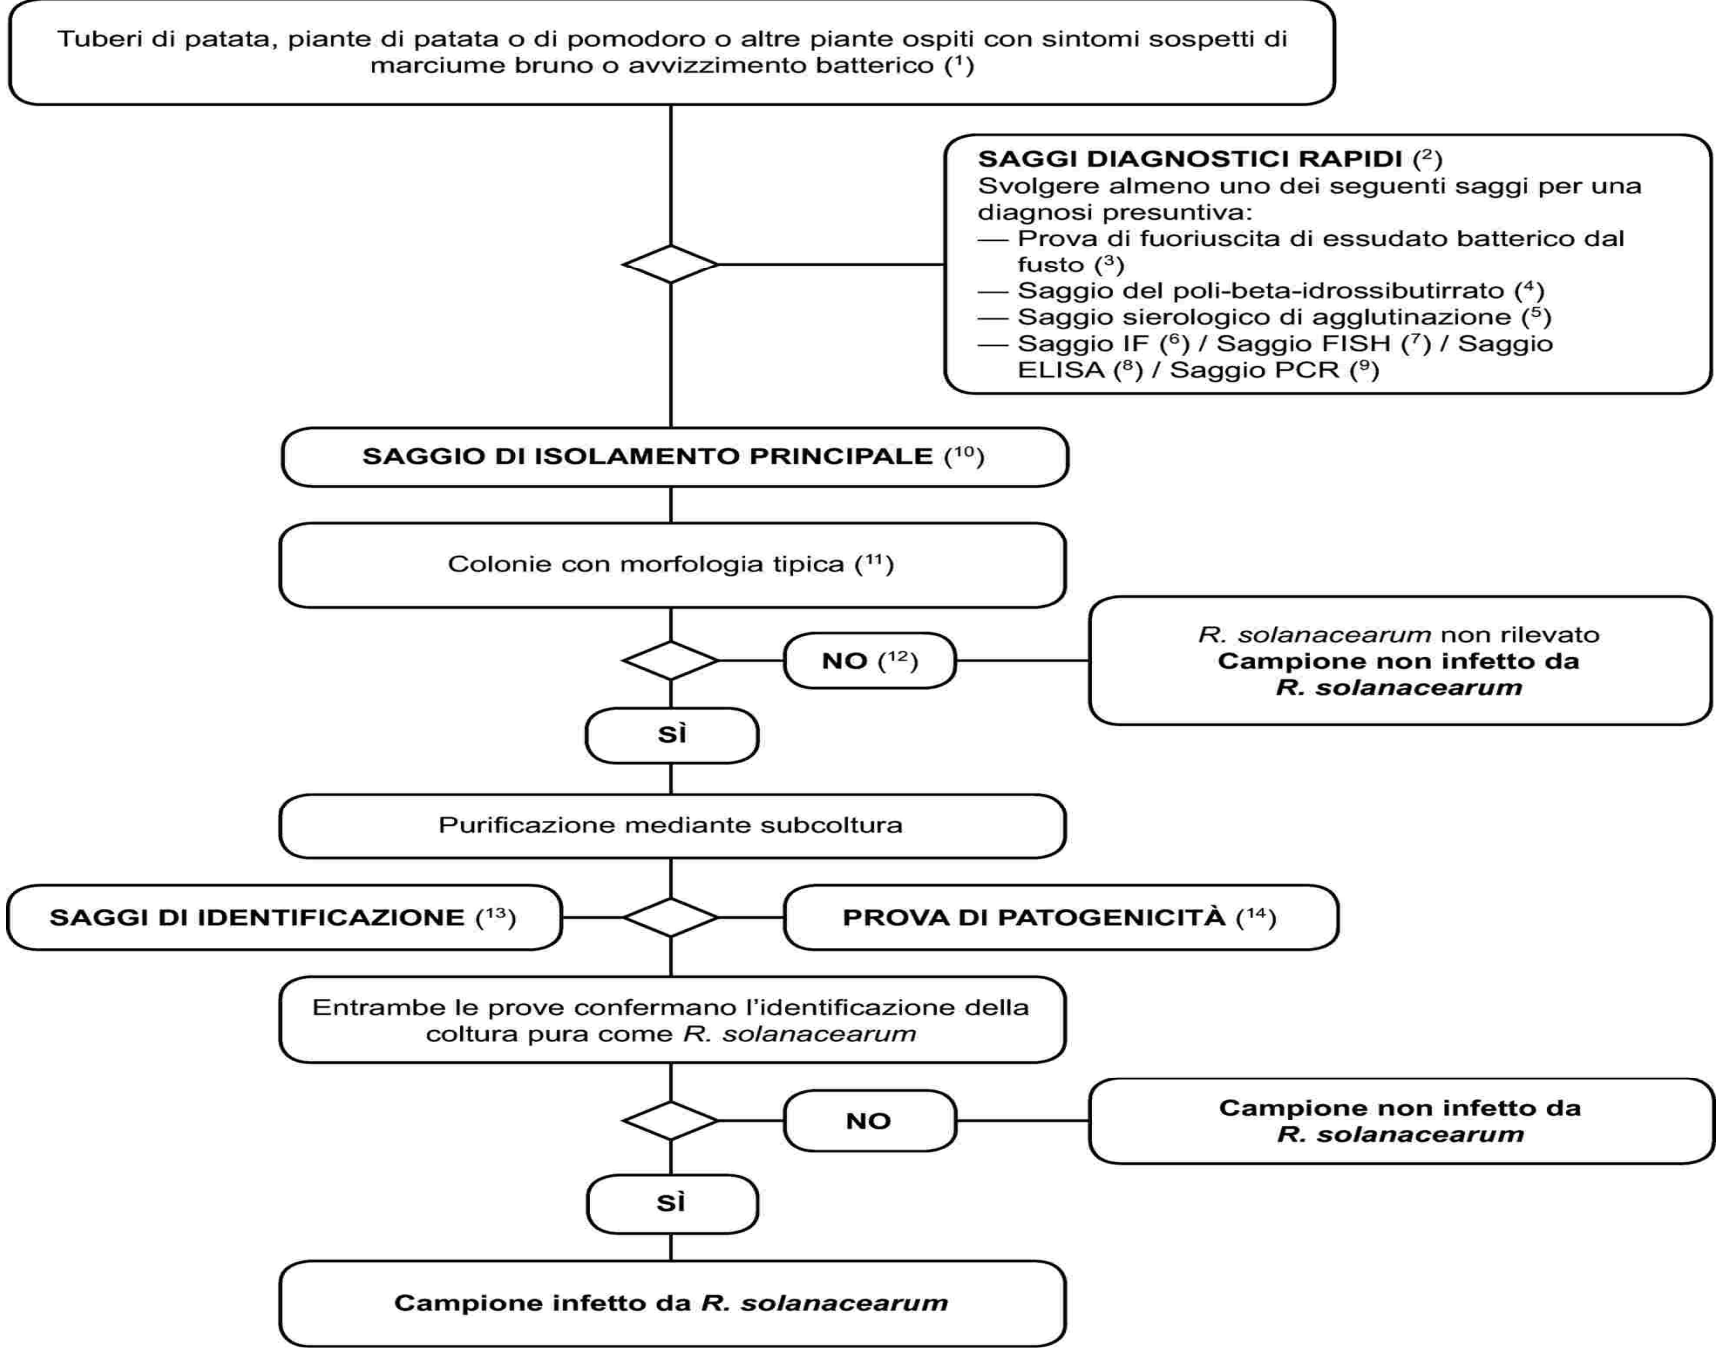 Tuberi di patata, piante di patata o di pomodoro o altre piante ospiti con sintomi sospetti di
marciume bruno o avvizzimento batterico (¹)
SAGGI DIAGNOSTICI RAPIDI (²)
Svolgere almeno uno dei seguenti saggi per una
diagnosi presuntiva:
— Prova di fuoriuscita di essudato batterico dal
fusto (³)
— Saggio del poli-beta-idrossibutirrato (⁴)
— Saggio sierologico di agglutinazione (⁵)
— Saggio IF (⁶) / Saggio FISH (⁷) / Saggio
ELISA (⁸) / Saggio PCR (⁹)
SAGGIO DI ISOLAMENTO PRINCIPALE (¹⁰)
Colonie con morfologia tipica (¹¹)
NO (¹²)
R. solanacearum non rilevato
Campione non infetto da
R. solanacearum
SÌ
Purificazione mediante subcoltura
SAGGI DI IDENTIFICAZIONE (¹³)
PROVA DI PATOGENICITÀ (¹⁴)
Entrambe le prove confermano l'identificazione della
coltura pura come R. solanacearum
NO
Campione non infetto da
R. solanacearum
SÌ
Campione infetto da R. solanacearum